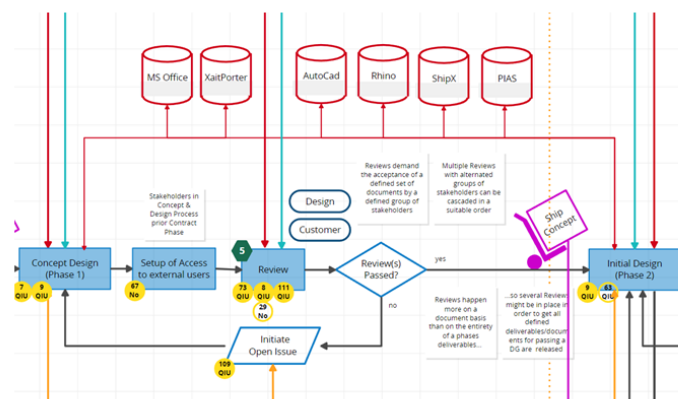 MS Office
XaitPorter
AutoCad
Rhino
ShipX
PIAS
Stakeholders in
Concept &
Design Process
prior Contract
Phase
Design
Customer
Reviews demand
the acceptance of a
defined set of
documents by a
defined group of
stakeholders
Multiple Reviews
with alternated
groups of
stakeholders can be
cascaded in a
suitable order
Ship
Concept
Concept Design
(Phase 1)
7
QIU
9
QIU
Setup of Access
to external users
67
No
5
Review
73
QIU
8
QIU
111
QIU
29
No
Review(s)
Passed?
yes
no
Initial Design
(Phase 2)
9
QIU
63
QIU
Initiate
Open Issue
109
QIU
Reviews happen
more on a
document basis
than on the entirety
of a phases
deliverables...
...so several Reviews
might be in place in
order to get all
defined
deliverables/docum
ents for passing a
DG are released